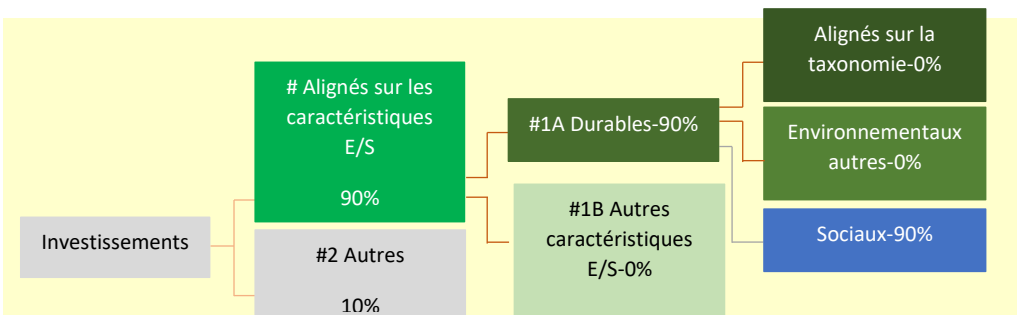 Investissements
# Alignés sur les
caractéristiques
E/S
90%
#2 Autres
10%
#1A Durables-90%
#1B Autres
caractéristiques
E/S-0%
Alignés sur la
taxonomie-0%
Environnementaux
autres-0%
Sociaux-90%